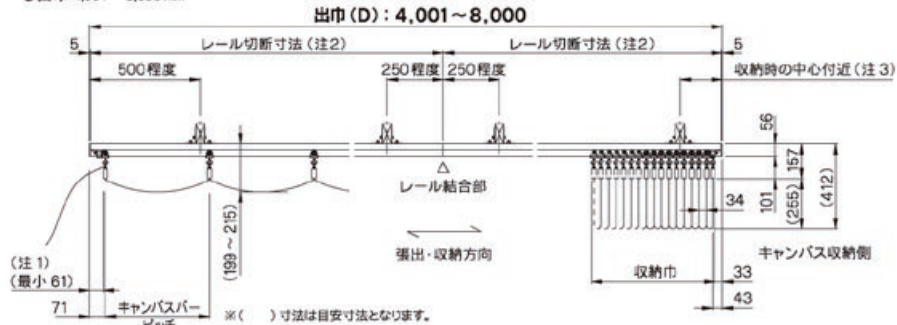 出巾(D):4,001～8,000
5
レール切断寸法(注2)
レール切断寸法(注2)
5
500程度
250程度
250程度
収納時の中心付近(注3)
56
157
(412)
レール結合部
34
101
(255)
(199～215)
張出・収納方向
キャンバス収納側
(注1)
(最小61)
収納巾
33
71
キャンバスバー
43
※(　)寸法は目安寸法となります。